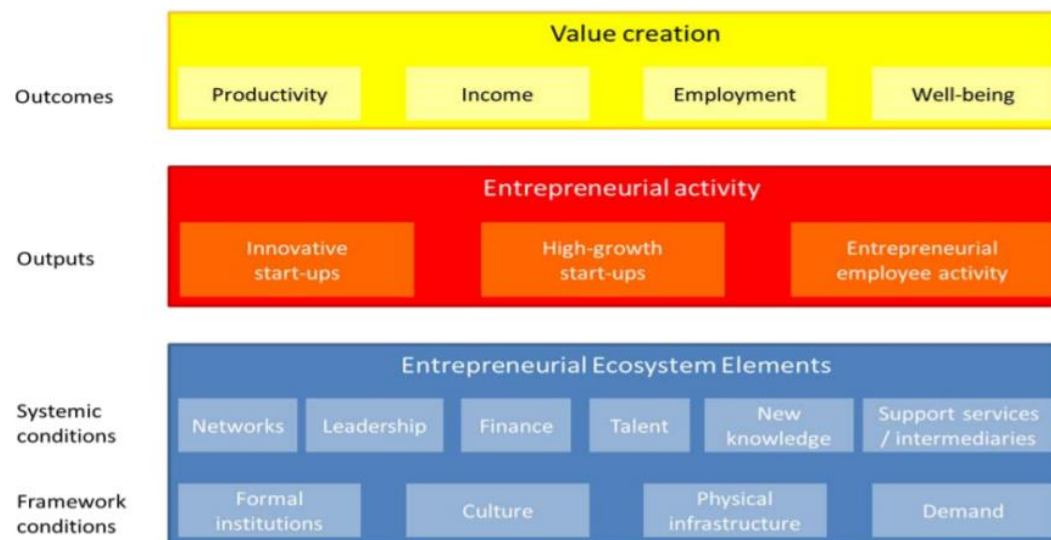 Value creation
Outcomes
Productivity
Income
Employment
Well-being
Entrepreneurial activity
Outputs
Innovative
start-ups
High-growth
start-ups
Entrepreneurial
employee activity
Entrepreneurial Ecosystem Elements
Systemic
conditions
Networks
Leadership
Finance
Talent
New
knowledge
Support services
/ intermediaries
Framework
conditions
Formal
institutions
Culture
Physical
infrastructure
Demand